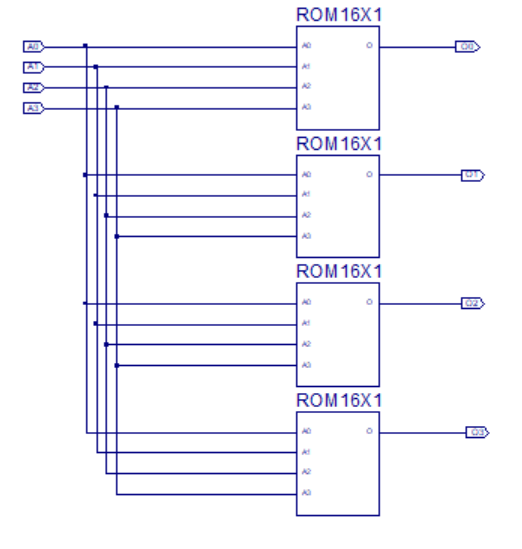 ROM16X1
A0 A0 O O0
A1 A1
A2 A2
A3 A3
ROM16X1
A0 O O1
A1
A2
A3
ROM16X1
A0 O O2
A1
A2
A3
ROM16X1
A0 O O3
A1
A2
A3